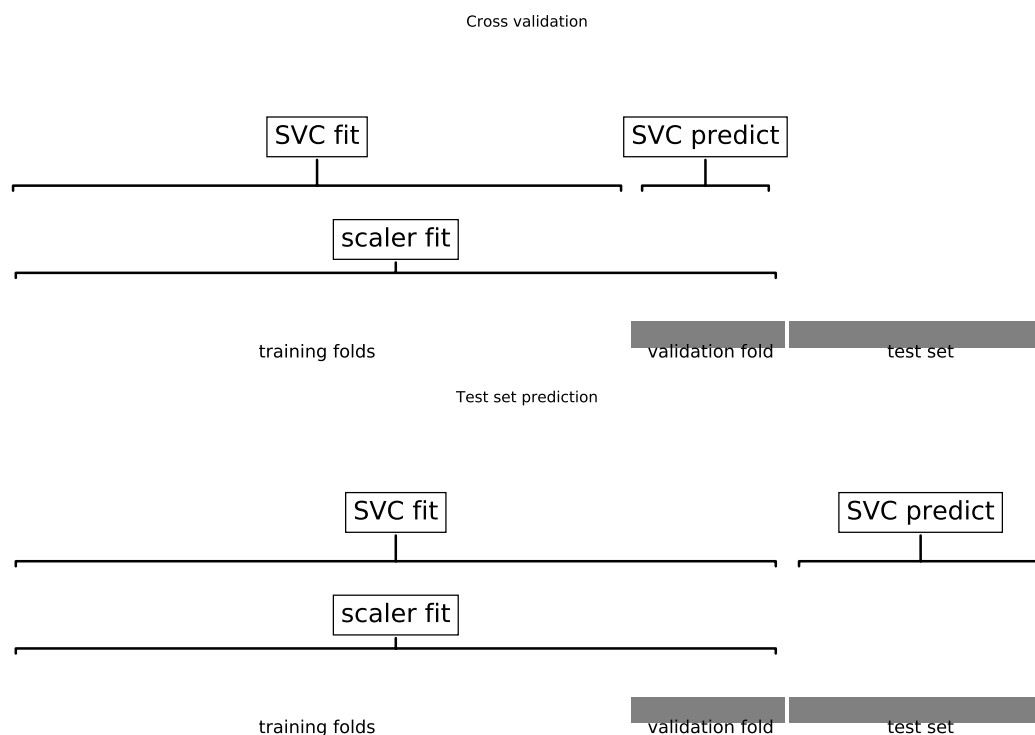 Cross validation
SVC fit
SVC predict
scaler fit
training folds
validation fold
test set
Test set prediction
SVC fit
SVC predict
scaler fit
training folds
validation fold
test set